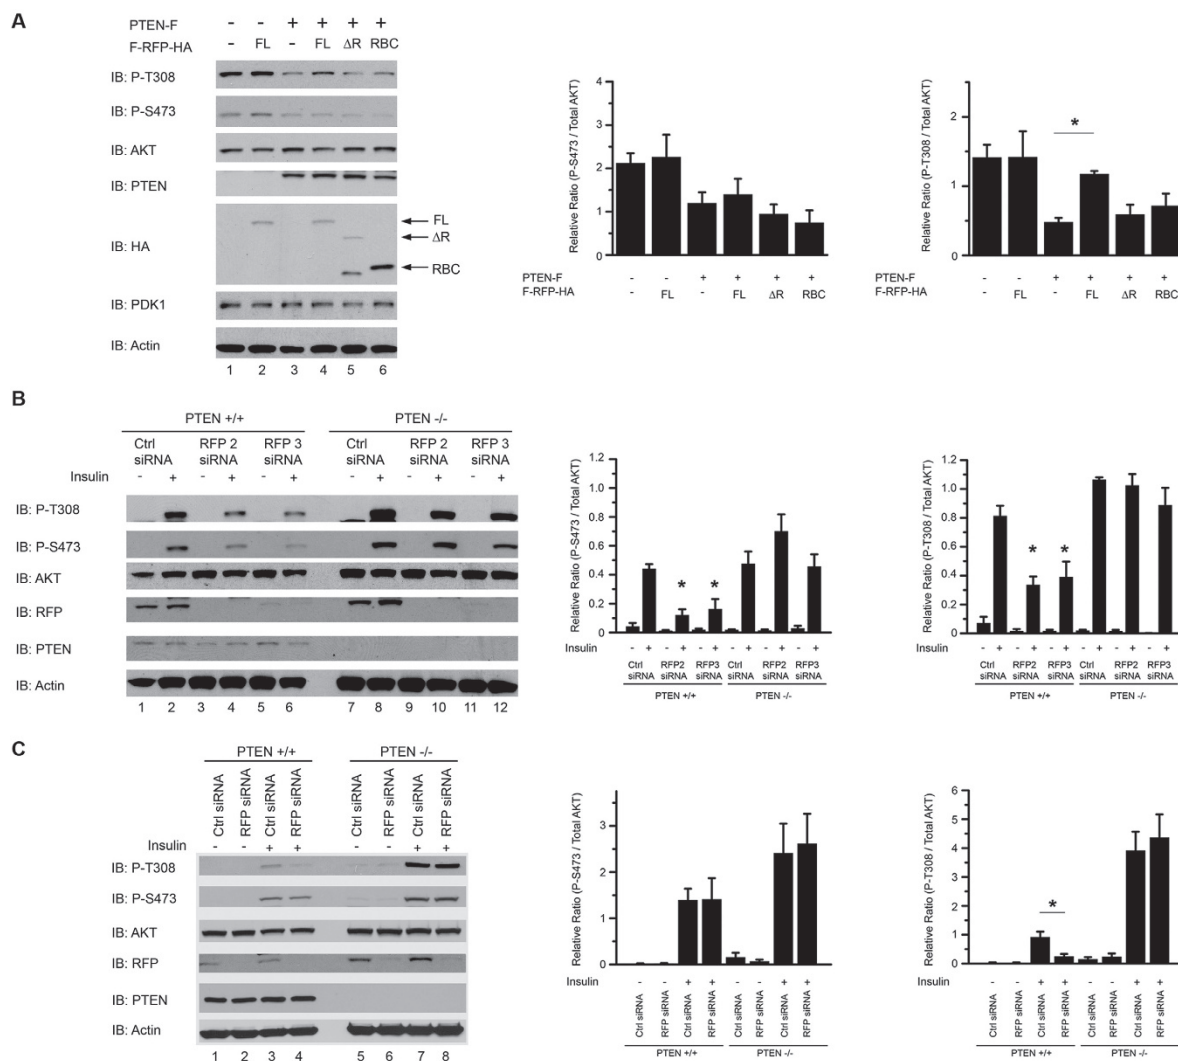 A
PTEN-F - - + + + +
F-RFP-HA - FL - FL ΔR RBC
IB: P-T308
IB: P-S473
IB: AKT
IB: PTEN
IB: HA
FL
ΔR
RBC
IB: PDK1
IB: Actin
1 2 3 4 5 6
Relative Ratio (P-S473 / Total AKT)
4
3
2
1
0
PTEN-F - - + + + +
F-RFP-HA - FL - FL ΔR RBC
Relative Ratio (P-T308 / Total AKT)
2
1
0
*
PTEN-F - - + + + +
F-RFP-HA - FL - FL ΔR RBC
B
PTEN +/+ PTEN -/-
Ctrl siRNA RFP 2 siRNA RFP 3 siRNA Ctrl siRNA RFP 2 siRNA RFP 3 siRNA
Insulin - + - + - + - + - + - +
IB: P-T308
IB: P-S473
IB: AKT
IB: RFP
IB: PTEN
IB: Actin
1 2 3 4 5 6 7 8 9 10 11 12
Relative Ratio (P-S473 / Total AKT)
1.2
1.0
0.8
0.6
0.4
0.2
0
* *
Insulin - + - + - + - + - + - +
Ctrl siRNA RFP2 siRNA RFP3 siRNA Ctrl siRNA RFP2 siRNA RFP3 siRNA
PTEN +/+ PTEN -/-
Relative Ratio (P-T308 / Total AKT)
1.2
1.0
0.8
0.6
0.4
0.2
0
* *
Insulin - + - + - + - + - + - +
Ctrl siRNA RFP2 siRNA RFP3 siRNA Ctrl siRNA RFP2 siRNA RFP3 siRNA
PTEN +/+ PTEN -/-
C
PTEN +/+ PTEN -/-
Ctrl siRNA RFP siRNA Ctrl siRNA RFP siRNA Ctrl siRNA RFP siRNA Ctrl siRNA RFP siRNA
Insulin - - + + - - + +
IB: P-T308
IB: P-S473
IB: AKT
IB: RFP
IB: PTEN
IB: Actin
1 2 3 4 5 6 7 8
Relative Ratio (P-S473 / Total AKT)
3
2
1
0
Insulin - - + + - - + +
Ctrl siRNA RFP siRNA Ctrl siRNA RFP siRNA Ctrl siRNA RFP siRNA Ctrl siRNA RFP siRNA
PTEN +/+ PTEN -/-
Relative Ratio (P-T308 / Total AKT)
6
5
4
3
2
1
0
*
Insulin - - + + - - + +
Ctrl siRNA RFP siRNA Ctrl siRNA RFP siRNA Ctrl siRNA RFP siRNA Ctrl siRNA RFP siRNA
PTEN +/+ PTEN -/-